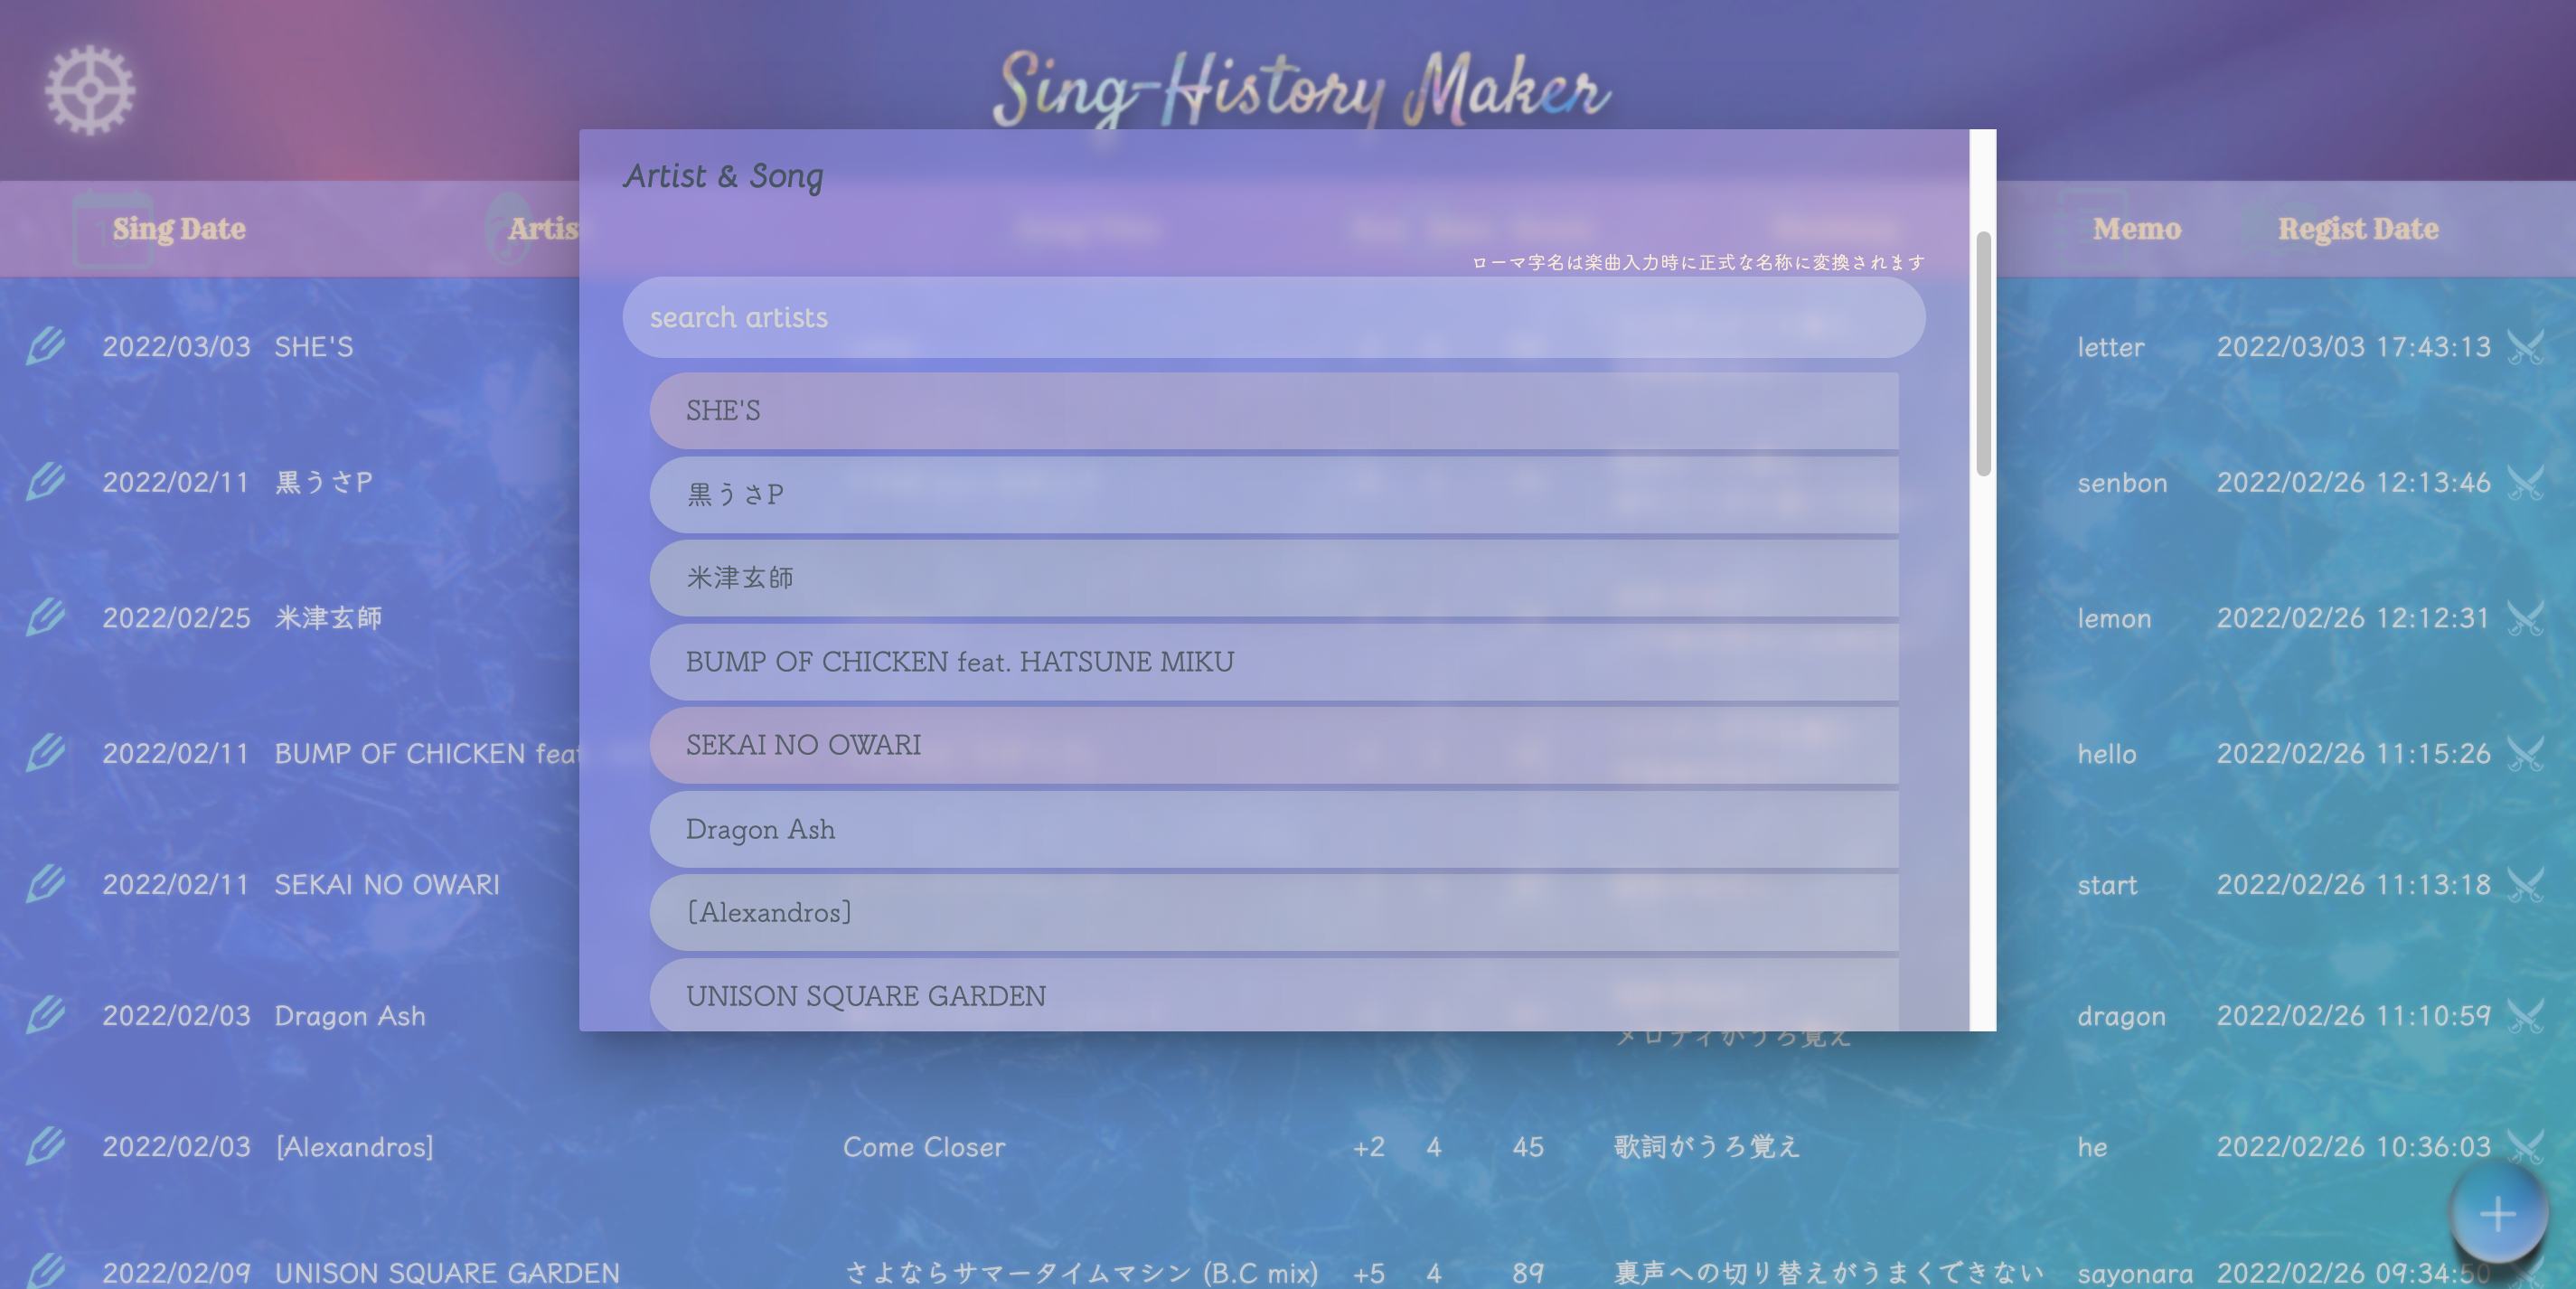 Sing-History Maker
Sing Date
Artis
Memo
Regist Date
Artist & Song
ローマ字名は楽曲入力時に正式な名称に変換されます
search artists
SHE'S
黒うさP
米津玄師
BUMP OF CHICKEN feat. HATSUNE MIKU
SEKAI NO OWARI
Dragon Ash
[Alexandros]
UNISON SQUARE GARDEN
2022/03/03 SHE'S letter 2022/03/03 17:43:13
2022/02/11 黒うさP senbon 2022/02/26 12:13:46
2022/02/25 米津玄師 lemon 2022/02/26 12:12:31
2022/02/11 BUMP OF CHICKEN feat hello 2022/02/26 11:15:26
2022/02/11 SEKAI NO OWARI start 2022/02/26 11:13:18
2022/02/03 Dragon Ash dragon 2022/02/26 11:10:59
メロディがうろ覚え
2022/02/03 [Alexandros] Come Closer +2 4 45 歌詞がうろ覚え he 2022/02/26 10:36:03
2022/02/09 UNISON SQUARE GARDEN さよならサマータイムマシン (B.C mix) +5 4 89 裏声への切り替えがうまくできない sayonara 2022/02/26 09:34:50